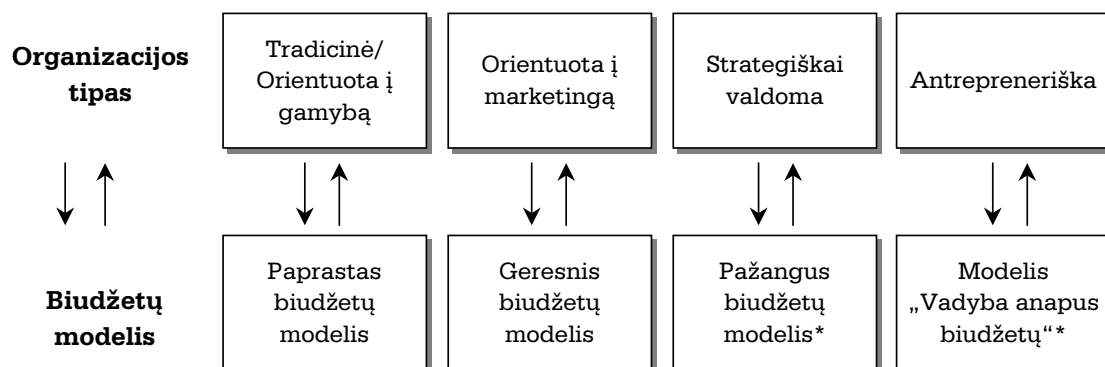 Organizacijos
tipas
Tradicinė/
Orientuota į
gamybą
Orientuota į
marketingą
Strategiškai
valdoma
Antrepreneriška
Biudžetų
modelis
Paprastas
biudžetų
modelis
Geresnis
biudžetų
modelis
Pažangus
biudžetų
modelis*
Modelis
„Vadyba anapus
biudžetų“*